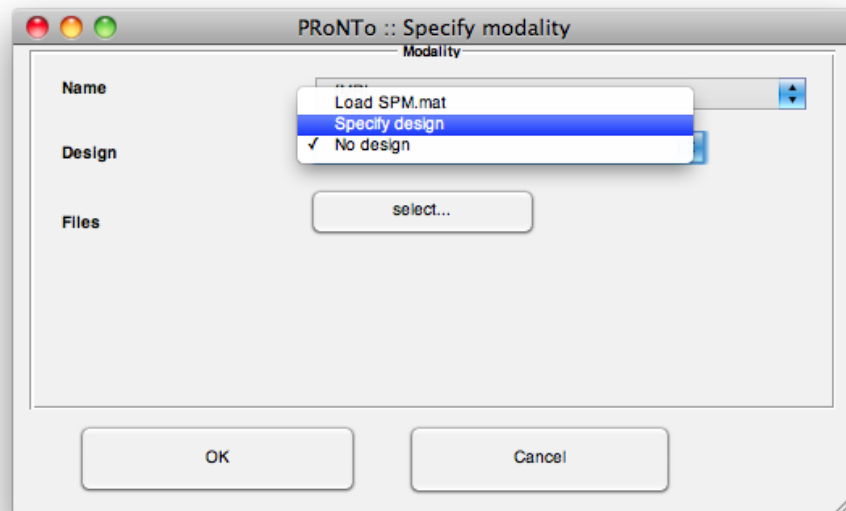 PRoNTo :: Specify modality
Modality
Name
Load SPM.mat
Specify design
Design
✓ No design
Files
select...
OK
Cancel